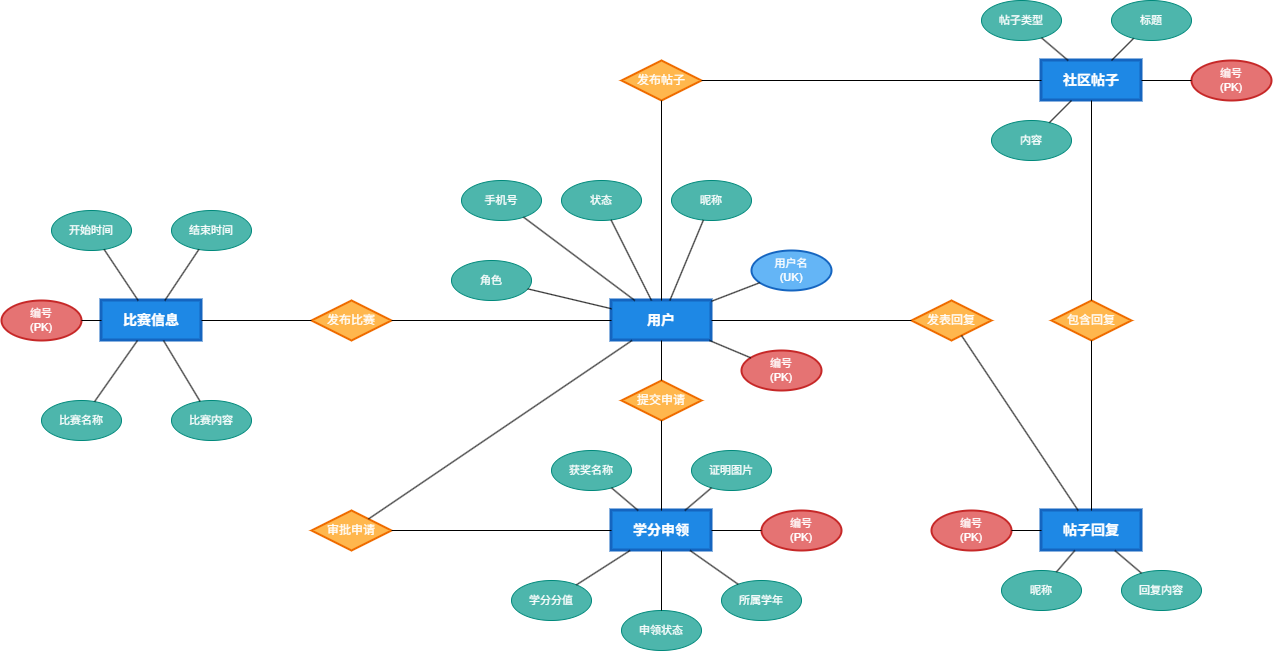 帖子类型
标题
发布帖子
社区帖子
编号
(PK)
内容
手机号
状态
昵称
开始时间
结束时间
角色
用户名
(UK)
编号
(PK)
比赛信息
发布比赛
用户
发表回复
包含回复
编号
(PK)
提交申请
比赛名称
比赛内容
获奖名称
证明图片
审批申请
学分申领
编号
(PK)
编号
(PK)
帖子回复
学分分值
所属学年
昵称
回复内容
申领状态